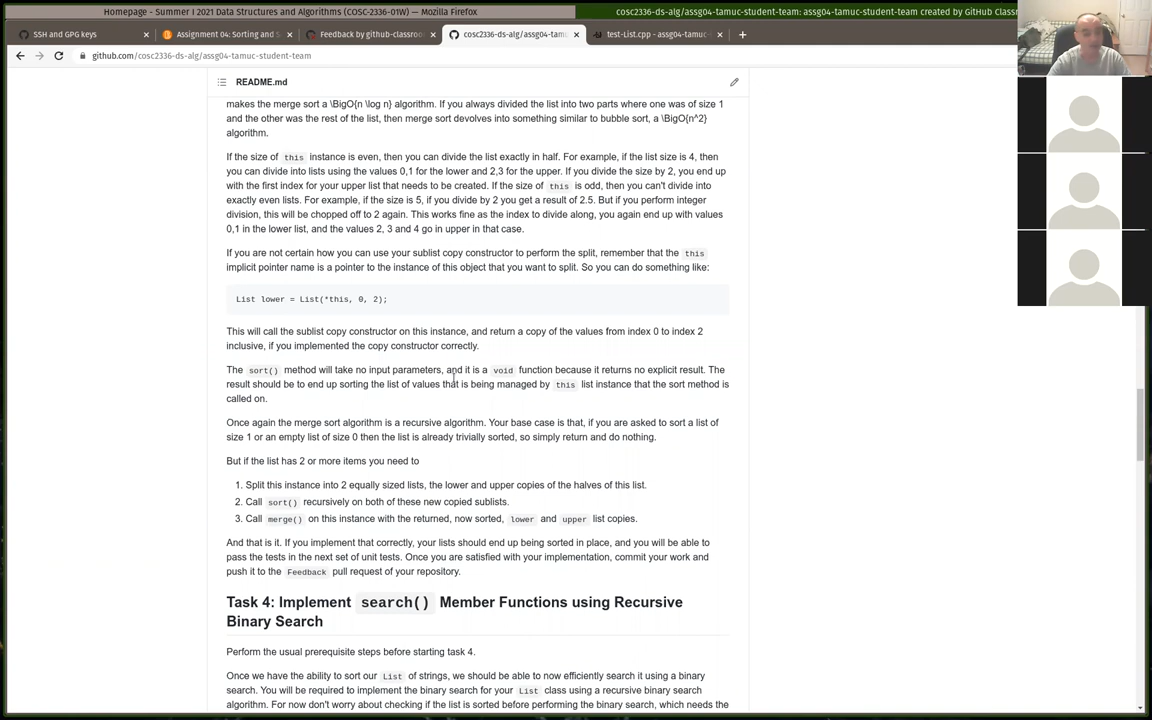 Homepage - Summer I 2021 Data Structures and Algorithms (COSC-2336-01W) — Mozilla Firefox
cosc2336-ds-alg/assg04-tamuc-student-team: assg04-tamuc-student-team created by GitHub Class
SSH and GPG keys
Assignment 04: Sorting and S
Feedback by github-classroom
cosc2336-ds-alg/assg04-tamu
test-List.cpp - assg04-tamuc-
github.com/cosc2336-ds-alg/assg04-tamuc-student-team
README.md
makes the merge sort a \BigO{n \log n} algorithm. If you always divided the list into two parts where one was of size 1
and the other was the rest of the list, then merge sort devolves into something similar to bubble sort, a \BigO{n^2}
algorithm.
If the size of this instance is even, then you can divide the list exactly in half. For example, if the list size is 4, then
you can divide into lists using the values 0,1 for the lower and 2,3 for the upper. If you divide the size by 2, you end up
with the first index for your upper list that needs to be created. If the size of this is odd, then you can't divide into
exactly even lists. For example, if the size is 5, if you divide by 2 you get a result of 2.5. But if you perform integer
division, this will be chopped off to 2 again. This works fine as the index to divide along, you again end up with values
0,1 in the lower list, and the values 2, 3 and 4 go in upper in that case.
If you are not certain how you can use your sublist copy constructor to perform the split, remember that the this
implicit pointer name is a pointer to the instance of this object that you want to split. So you can do something like:
List lower = List(*this, 0, 2);
This will call the sublist copy constructor on this instance, and return a copy of the values from index 0 to index 2
inclusive, if you implemented the copy constructor correctly.
The sort() method will take no input parameters, and it is a void function because it returns no explicit result. The
result should be to end up sorting the list of values that is being managed by this list instance that the sort method is
called on.
Once again the merge sort algorithm is a recursive algorithm. Your base case is that, if you are asked to sort a list of
size 1 or an empty list of size 0 then the list is already trivially sorted, so simply return and do nothing.
But if the list has 2 or more items you need to
1. Split this instance into 2 equally sized lists, the lower and upper copies of the halves of this list.
2. Call sort() recursively on both of these new copied sublists.
3. Call merge() on this instance with the returned, now sorted, lower and upper list copies.
And that is it. If you implement that correctly, your lists should end up being sorted in place, and you will be able to
pass the tests in the next set of unit tests. Once you are satisfied with your implementation, commit your work and
push it to the Feedback pull request of your repository.
Task 4: Implement search() Member Functions using Recursive
Binary Search
Perform the usual prerequisite steps before starting task 4.
Once we have the ability to sort our List of strings, we should be able to now efficiently search it using a binary
search. You will be required to implement the binary search for your List class using a recursive binary search
algorithm. For now don't worry about checking if the list is sorted before performing the binary search, which needs the